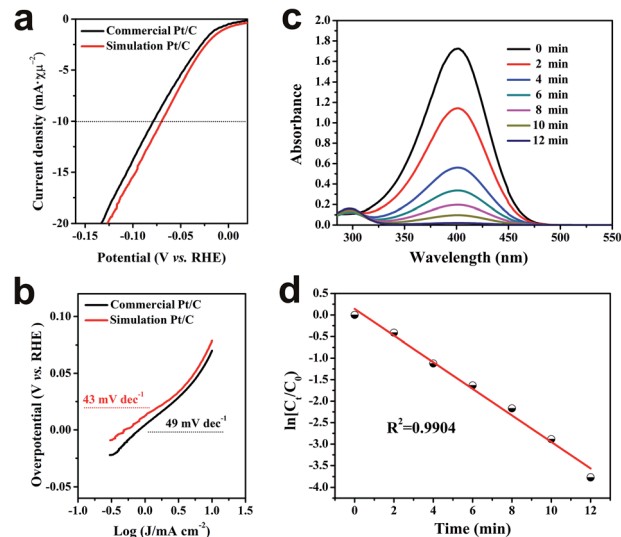 a
Commercial Pt/C
Simulation Pt/C
Current density (mA·χμ⁻²)
0
-5
-10
-15
-20
-0.15
-0.10
-0.05
0.00
Potential (V vs. RHE)
b
Commercial Pt/C
Simulation Pt/C
43 mV dec⁻¹
49 mV dec⁻¹
Overpotential (V vs. RHE)
0.10
0.05
0.00
-0.05
-1.0
-0.5
0.0
0.5
1.0
1.5
Log (J/mA cm⁻²)
c
0 min
2 min
4 min
6 min
8 min
10 min
12 min
Absorbance
2.0
1.8
1.6
1.4
1.2
1.0
0.8
0.6
0.4
0.2
0.0
300
350
400
450
500
550
Wavelength (nm)
d
R²=0.9904
ln[Cₜ/C₀]
0.5
0.0
-0.5
-1.0
-1.5
-2.0
-2.5
-3.0
-3.5
-4.0
0
2
4
6
8
10
12
Time (min)